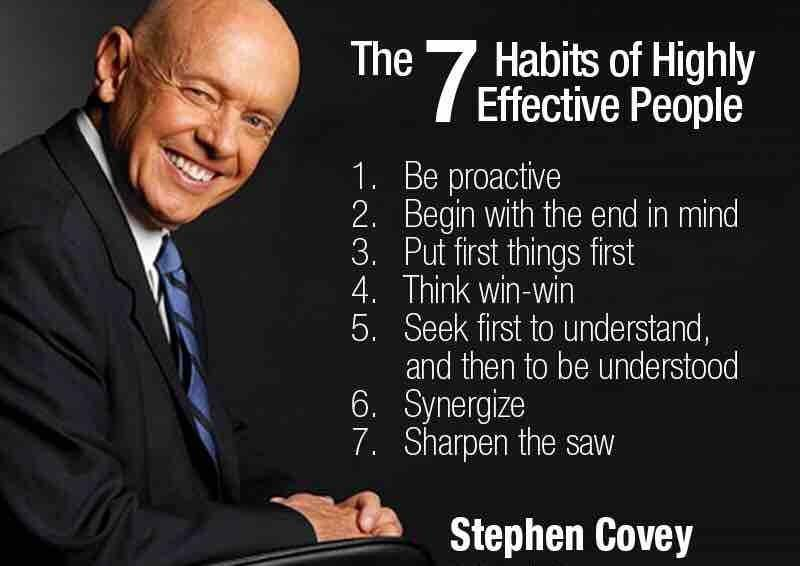 The 7 Habits of Highly
Effective People
1. Be proactive
2. Begin with the end in mind
3. Put first things first
4. Think win-win
5. Seek first to understand,
and then to be understood
6. Synergize
7. Sharpen the saw
Stephen Covey